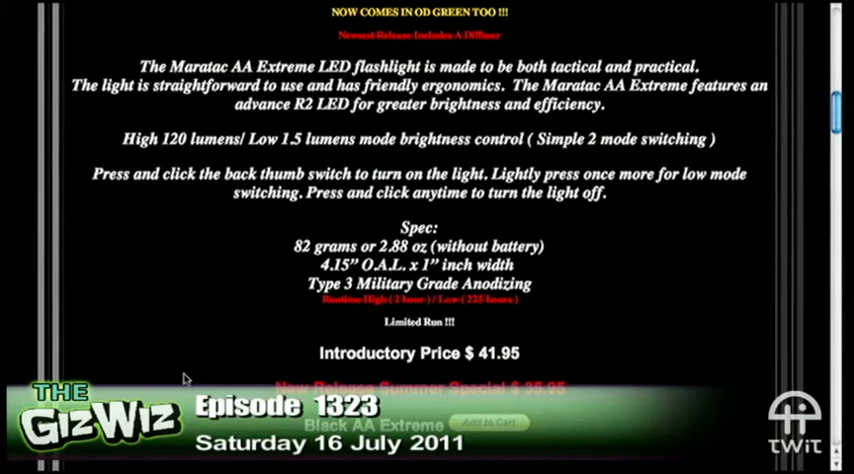 NOW COMES IN OD GREEN TOO !!!
Newest Release Includes A Diffuser
The Maratac AA Extreme LED flashlight is made to be both tactical and practical.
The light is straightforward to use and has friendly ergonomics. The Maratac AA Extreme features an
advance R2 LED for greater brightness and efficiency.
High 120 lumens/ Low 1.5 lumens mode brightness control ( Simple 2 mode switching )
Press and click the back thumb switch to turn on the light. Lightly press once more for low mode
switching. Press and click anytime to turn the light off.
Spec:
82 grams or 2.88 oz (without battery)
4.15” O.A.L. x 1” inch width
Type 3 Military Grade Anodizing
Runtime High ( 2 hour ) / Low ( 225 hours )
Limited Run !!!
Introductory Price $ 41.95
New Release Summer Special $ 35.95
Black AA Extreme Add to Cart
THE
GIZWIZ
Episode 1323
Saturday 16 July 2011
TWiT